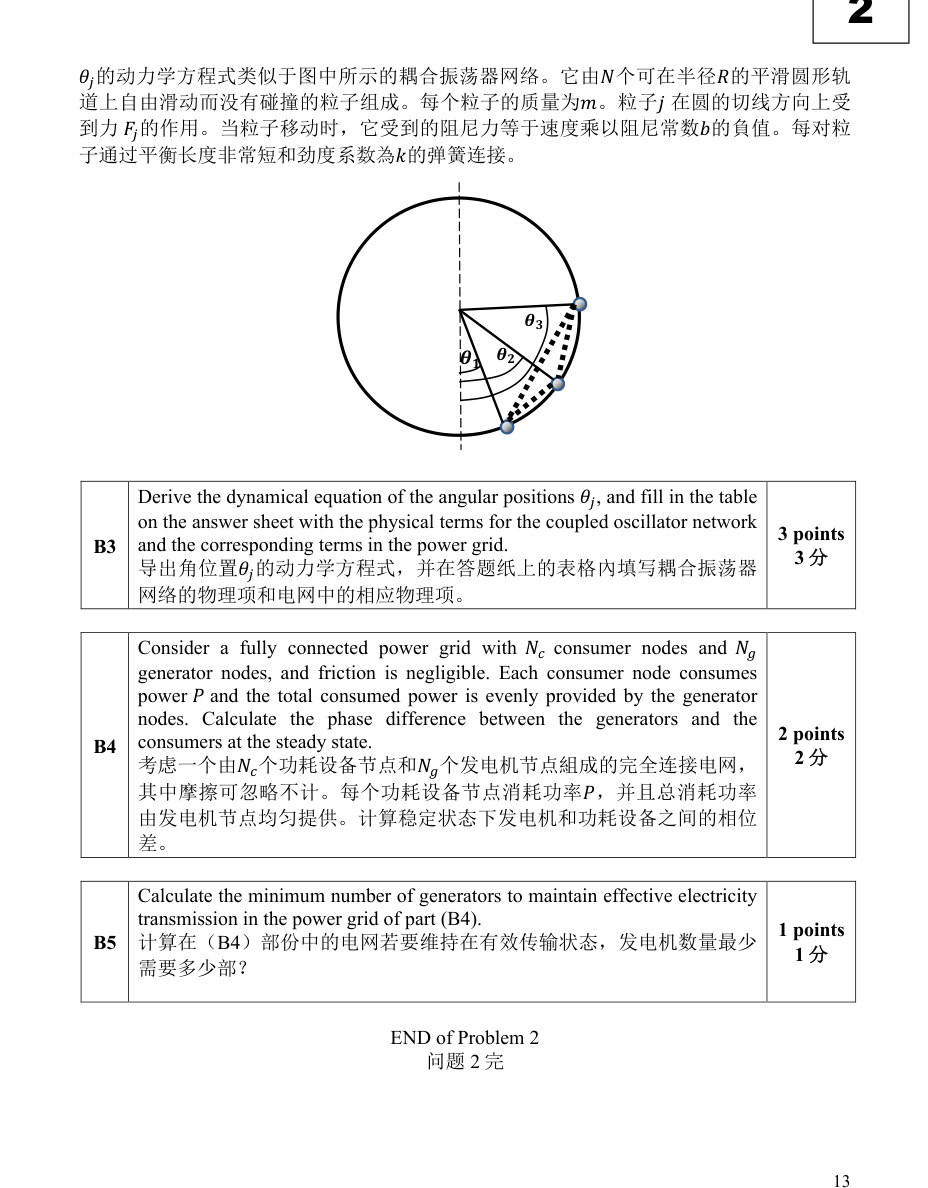 2
θⱼ的动力学方程式类似于图中所示的耦合振荡器网络。它由N个可在半径R的平滑圆形轨
道上自由滑动而没有碰撞的粒子组成。每个粒子的质量为m。粒子j 在圆的切线方向上受
到力 Fⱼ的作用。当粒子移动时，它受到的阻尼力等于速度乘以阻尼常数b的負值。每对粒
子通过平衡长度非常短和劲度系数為k的弹簧连接。
θ₃
θ₁ θ₂
B3
Derive the dynamical equation of the angular positions θⱼ, and fill in the table
on the answer sheet with the physical terms for the coupled oscillator network
and the corresponding terms in the power grid.
导出角位置θⱼ的动力学方程式，并在答题纸上的表格內填写耦合振荡器
网络的物理项和电网中的相应物理项。
3 points
3 分
B4
Consider a fully connected power grid with N_c consumer nodes and N_g
generator nodes, and friction is negligible. Each consumer node consumes
power P and the total consumed power is evenly provided by the generator
nodes. Calculate the phase difference between the generators and the
consumers at the steady state.
考虑一个由N_c个功耗设备节点和N_g个发电机节点組成的完全连接电网，
其中摩擦可忽略不计。每个功耗设备节点消耗功率P，并且总消耗功率
由发电机节点均匀提供。计算稳定状态下发电机和功耗设备之间的相位
差。
2 points
2 分
B5
Calculate the minimum number of generators to maintain effective electricity
transmission in the power grid of part (B4).
计算在（B4）部份中的电网若要维持在有效传输状态，发电机数量最少
需要多少部？
1 points
1 分
END of Problem 2
问题 2 完
13